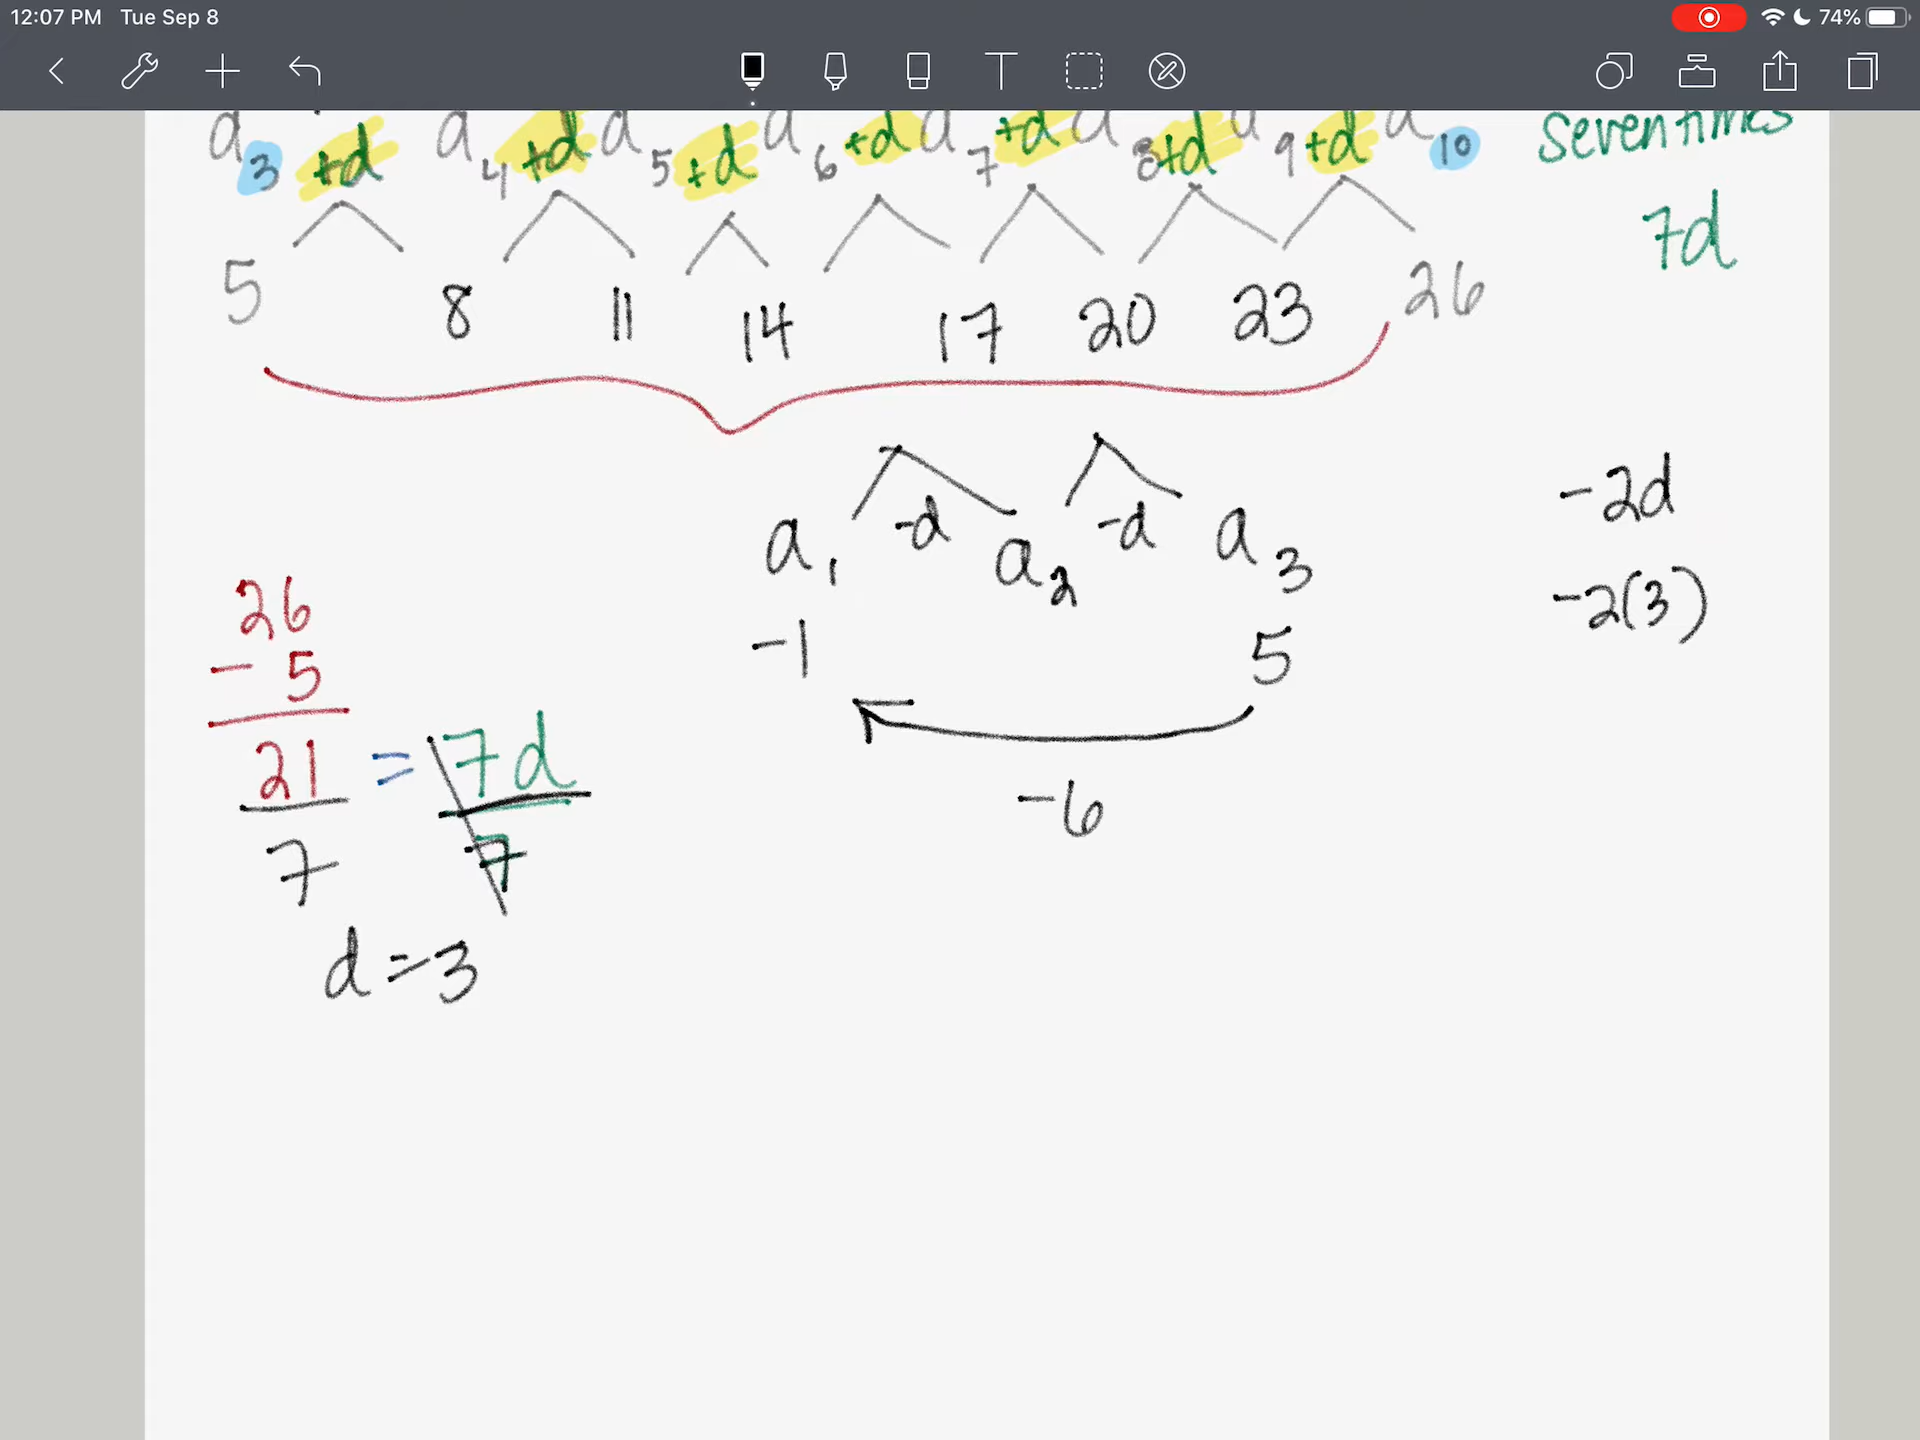 12:07 PM Tue Sep 8
74%
T
a3 +d a4 +d a5 +d a6 +d a7 +d a8 +d a9 +d a10
seven times
7d
5 8 11 14 17 20 23 26
a1 -d a2 -d a3
-2d
-1 5
-2(3)
-6
26
- 5
21 = 7d
7 7
d=3